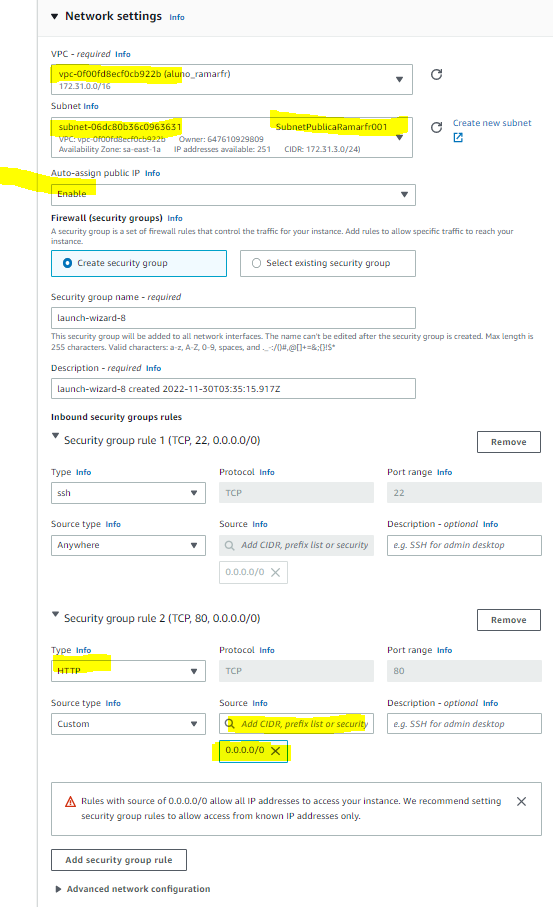 Network settings Info
VPC - required Info
vpc-0f00fd8ecf0cb922b (aluno_ramarfr)
172.31.0.0/16
Subnet Info
subnet-06dc80b36c0963631 SubnetPublicaRamarfr001
VPC: vpc-0f00fd8ecf0cb922b Owner: 647610929809
Availability Zone: sa-east-1a IP addresses available: 251 CIDR: 172.31.3.0/24)
Create new subnet
Auto-assign public IP Info
Enable
Firewall (security groups) Info
A security group is a set of firewall rules that control the traffic for your instance. Add rules to allow specific traffic to reach your
instance.
Create security group
Select existing security group
Security group name - required
launch-wizard-8
This security group will be added to all network interfaces. The name can't be edited after the security group is created. Max length is
255 characters. Valid characters: a-z, A-Z, 0-9, spaces, and ._-:/()#,@[]+=&;{}!$*
Description - required Info
launch-wizard-8 created 2022-11-30T03:35:15.917Z
Inbound security groups rules
Security group rule 1 (TCP, 22, 0.0.0.0/0)
Remove
Type Info Protocol Info Port range Info
ssh TCP 22
Source type Info Source Info Description - optional Info
Anywhere Add CIDR, prefix list or security e.g. SSH for admin desktop
0.0.0.0/0
Security group rule 2 (TCP, 80, 0.0.0.0/0)
Remove
Type Info Protocol Info Port range Info
HTTP TCP 80
Source type Info Source Info Description - optional Info
Custom Add CIDR, prefix list or security e.g. SSH for admin desktop
0.0.0.0/0
Rules with source of 0.0.0.0/0 allow all IP addresses to access your instance. We recommend setting
security group rules to allow access from known IP addresses only.
Add security group rule
Advanced network configuration